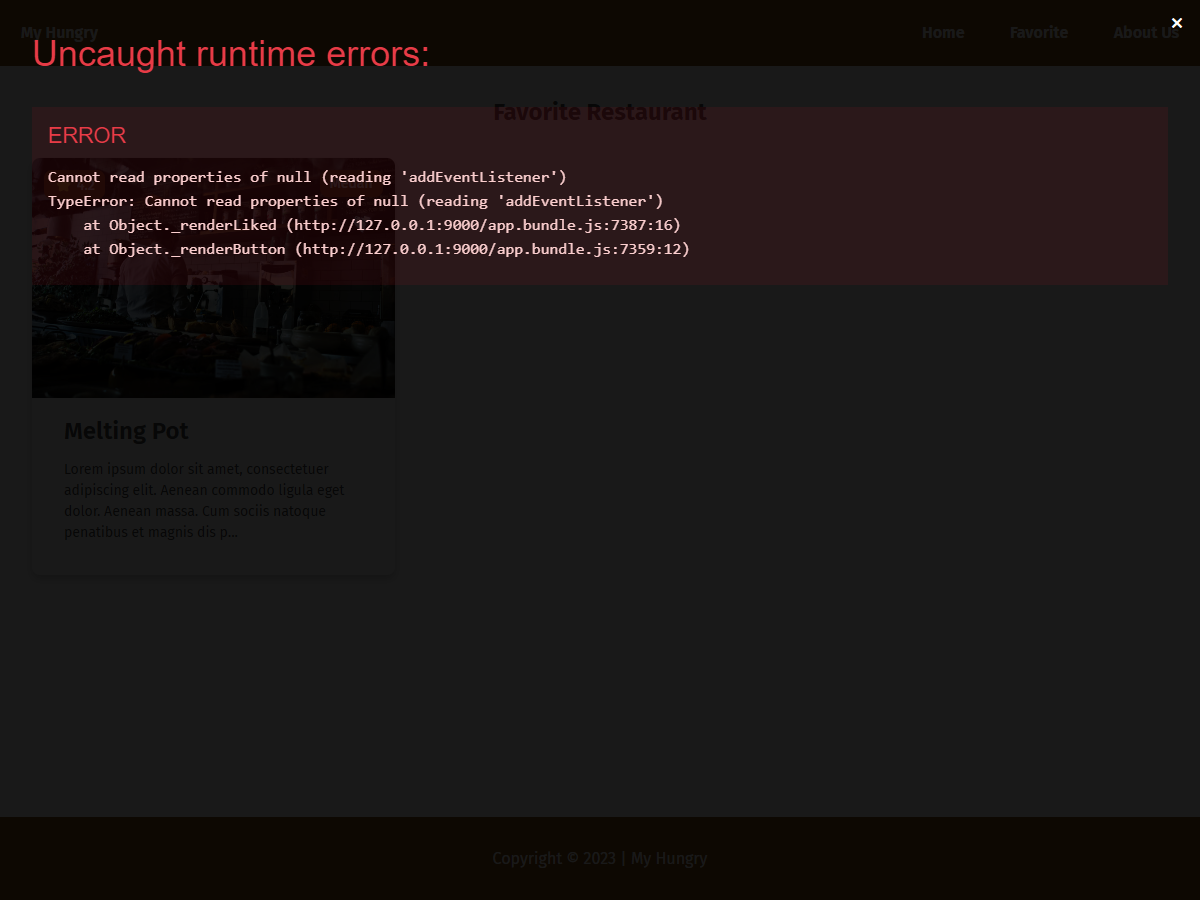 My Hungry
Home Favorite About Us
×
Uncaught runtime errors:
Favorite Restaurant
ERROR
4.2
Medan
Cannot read properties of null (reading 'addEventListener')
TypeError: Cannot read properties of null (reading 'addEventListener')
at Object._renderLiked (http://127.0.0.1:9000/app.bundle.js:7387:16)
at Object._renderButton (http://127.0.0.1:9000/app.bundle.js:7359:12)
Melting Pot
Lorem ipsum dolor sit amet, consectetuer
adipiscing elit. Aenean commodo ligula eget
dolor. Aenean massa. Cum sociis natoque
penatibus et magnis dis p...
Copyright © 2023 | My Hungry